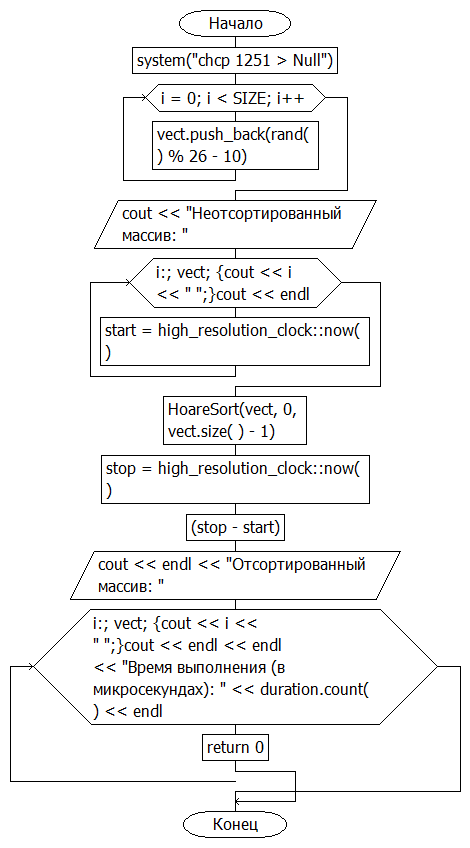 Начало
system("chcp 1251 > Null")
i = 0; i < SIZE; i++
vect.push_back(rand(
) % 26 - 10)
cout << "Неотсортированный
массив: "
i:; vect; {cout << i
<< " ";}cout << endl
start = high_resolution_clock::now(
)
HoareSort(vect, 0,
vect.size( ) - 1)
stop = high_resolution_clock::now(
)
(stop - start)
cout << endl << "Отсортированный
массив: "
i:; vect; {cout << i <<
" ";}cout << endl << endl
<< "Время выполнения (в
микросекундах): " << duration.count(
) << endl
return 0
Конец